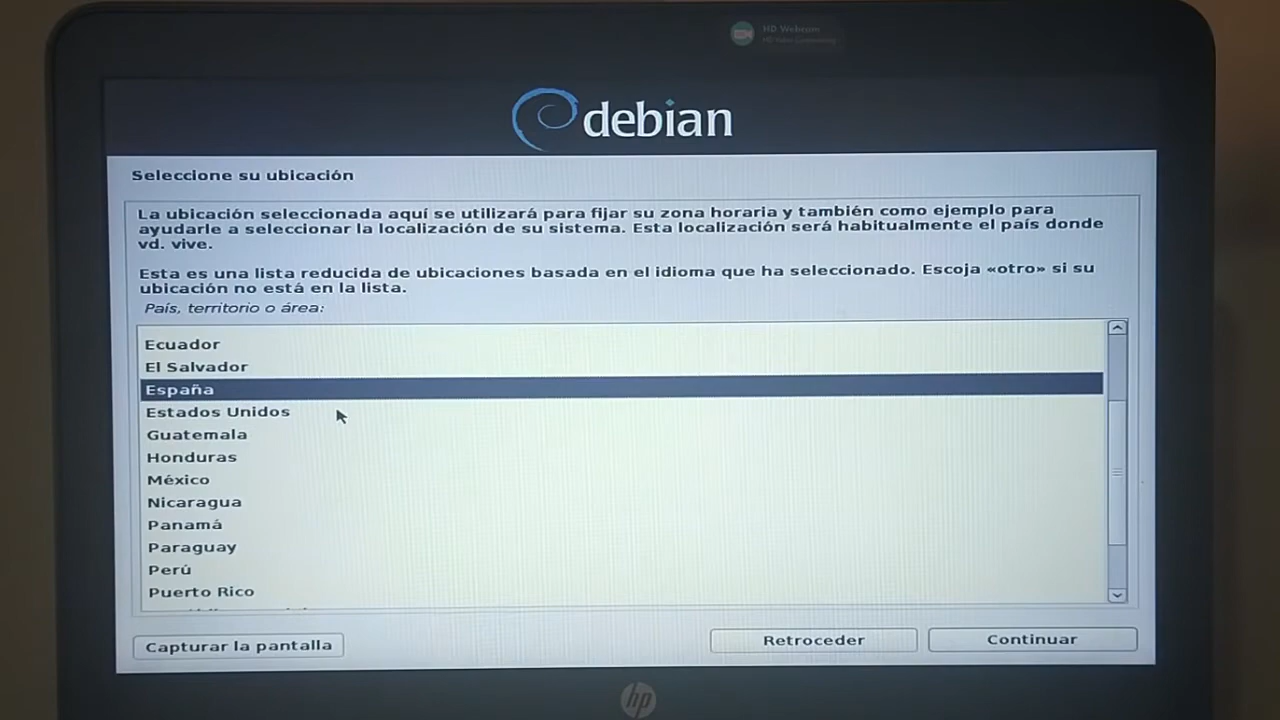 HD Webcam
debian
Seleccione su ubicación
La ubicación seleccionada aquí se utilizará para fijar su zona horaria y también como ejemplo para
ayudarle a seleccionar la localización de su sistema. Esta localización será habitualmente el país donde
vd. vive.
Esta es una lista reducida de ubicaciones basada en el idioma que ha seleccionado. Escoja «otro» si su
ubicación no está en la lista.
País, territorio o área:
Ecuador
El Salvador
España
Estados Unidos
Guatemala
Honduras
México
Nicaragua
Panamá
Paraguay
Perú
Puerto Rico
Capturar la pantalla
Retroceder
Continuar
hp